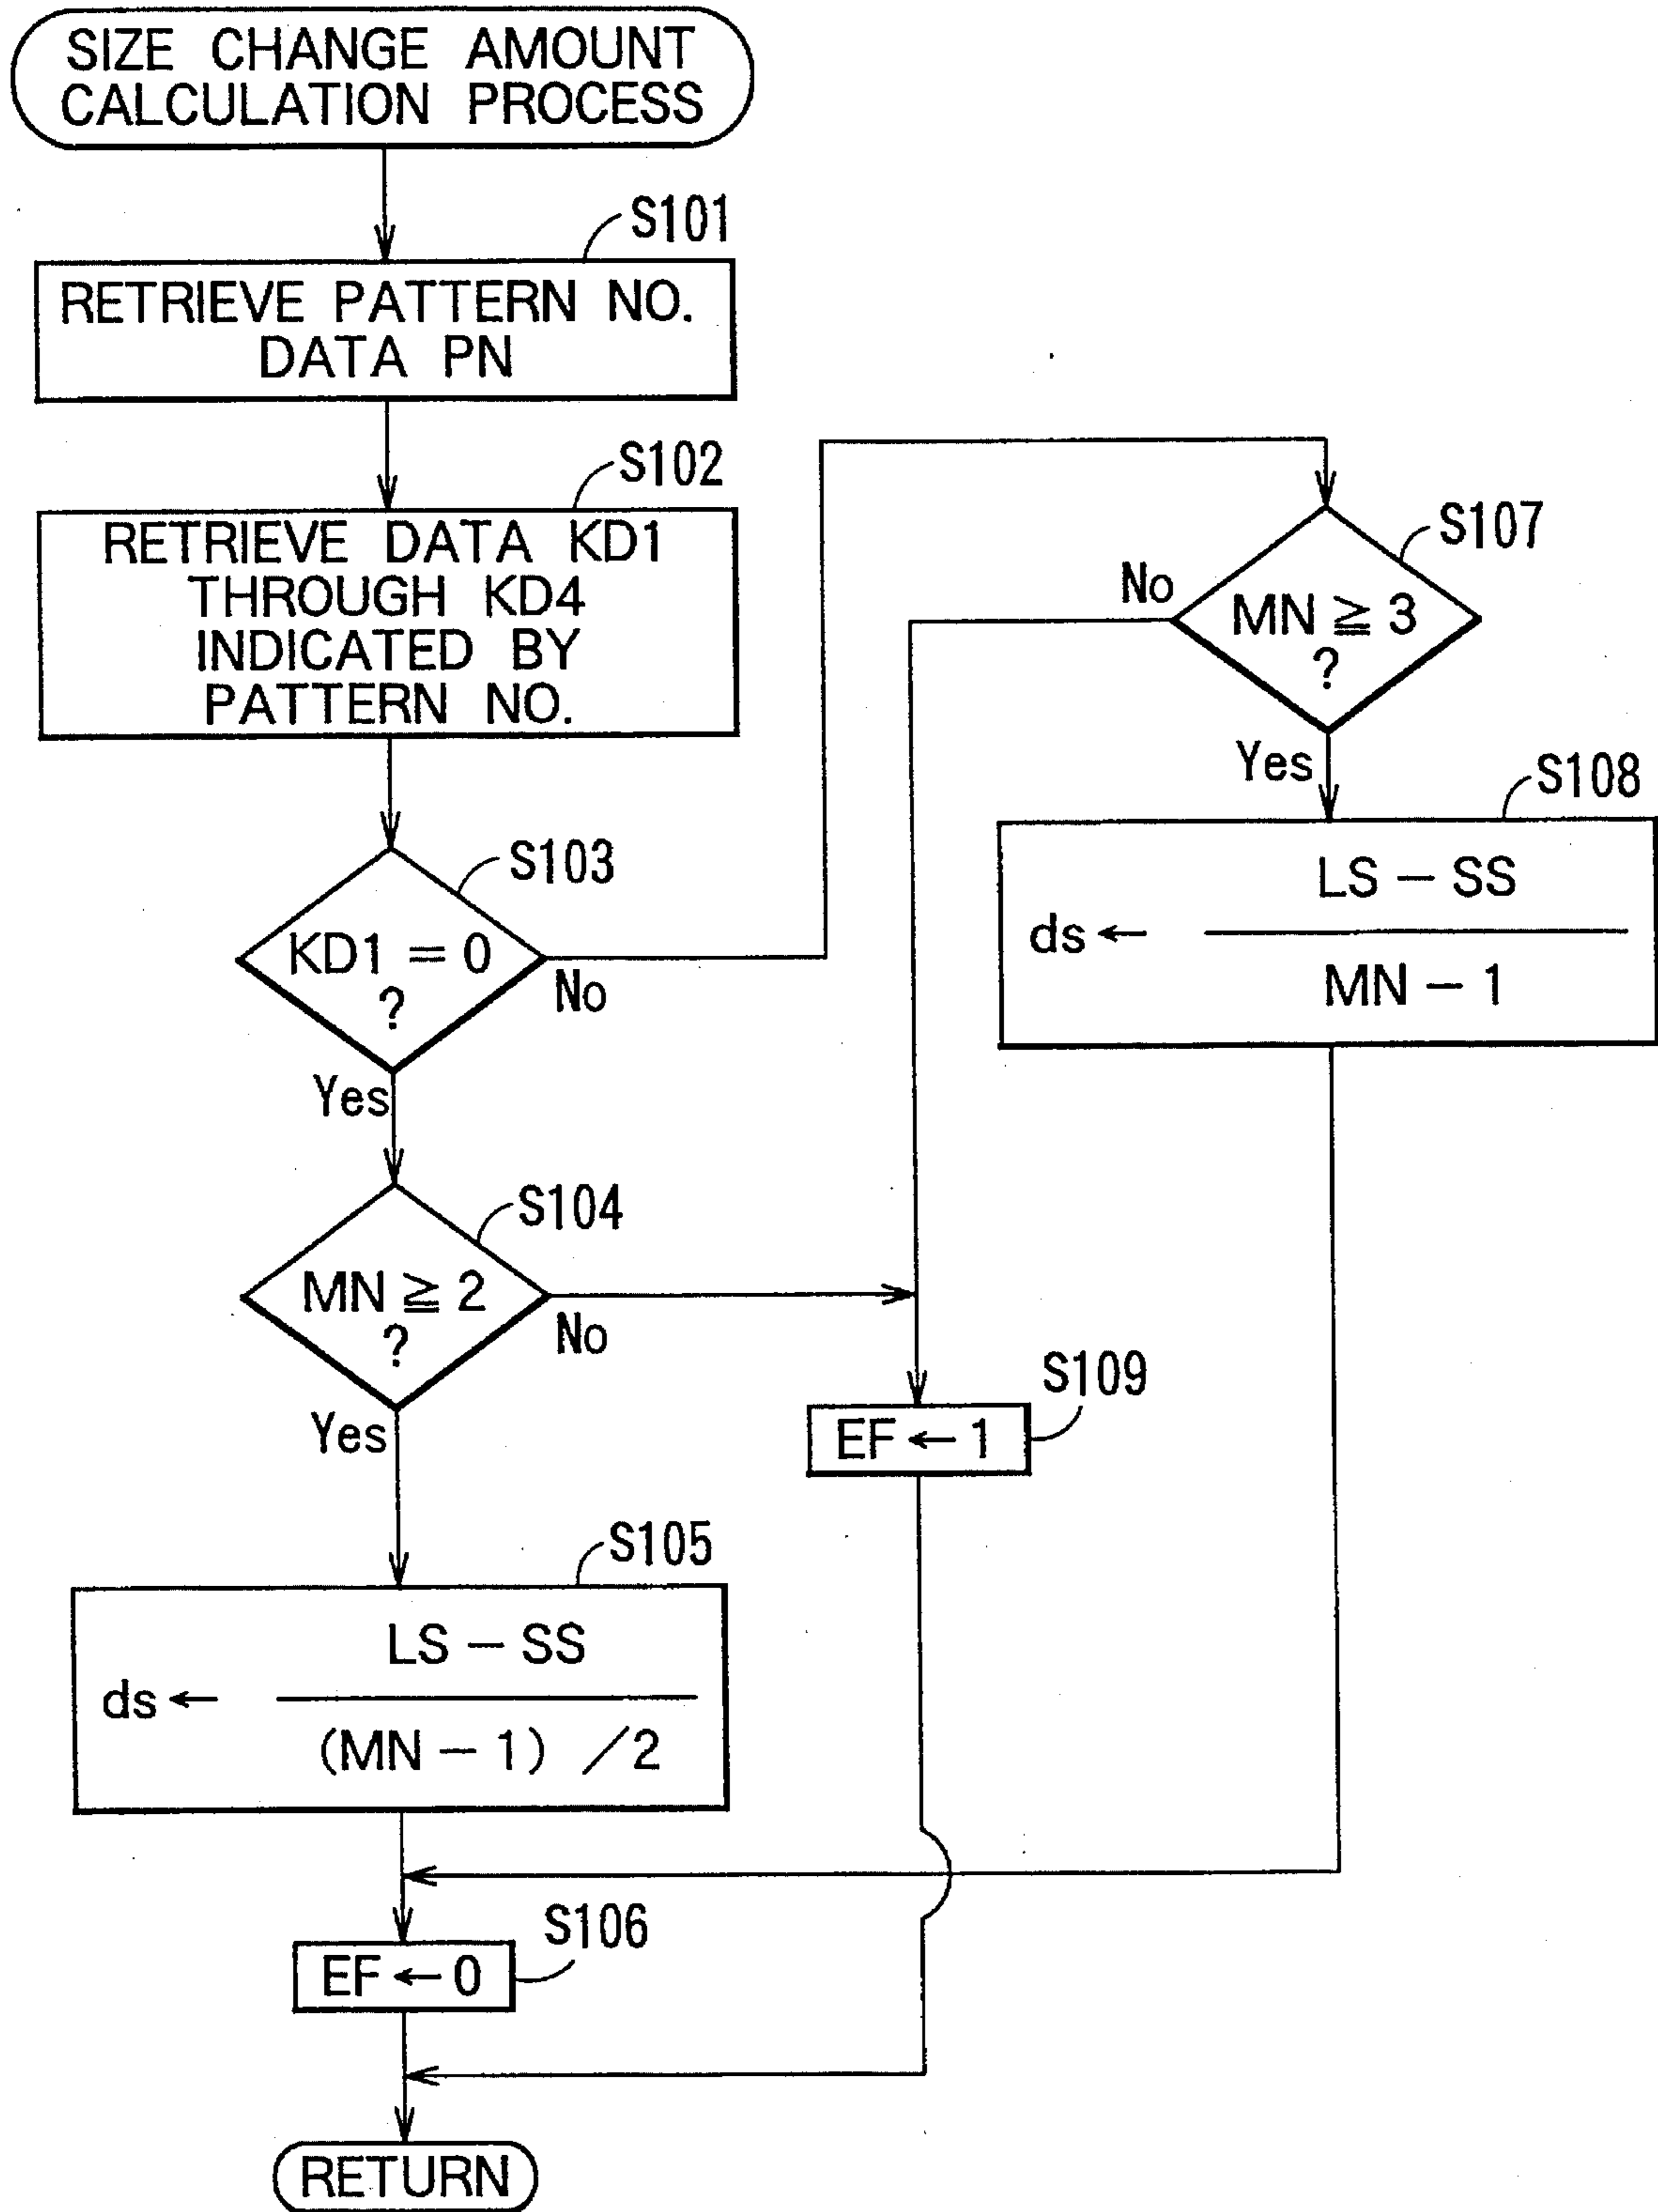 SIZE CHANGE AMOUNT
CALCULATION PROCESS
S101
RETRIEVE PATTERN NO.
DATA PN
S102
RETRIEVE DATA KD1
THROUGH KD4
INDICATED BY
PATTERN NO.
S103
KD1 = 0
?
No
Yes
S104
MN ≧ 2
?
No
Yes
S105
LS − SS
ds ←
(MN − 1) /2
S106
EF ← 0
S107
No
MN ≧ 3
?
Yes
S108
LS − SS
ds ←
MN − 1
S109
EF ← 1
RETURN